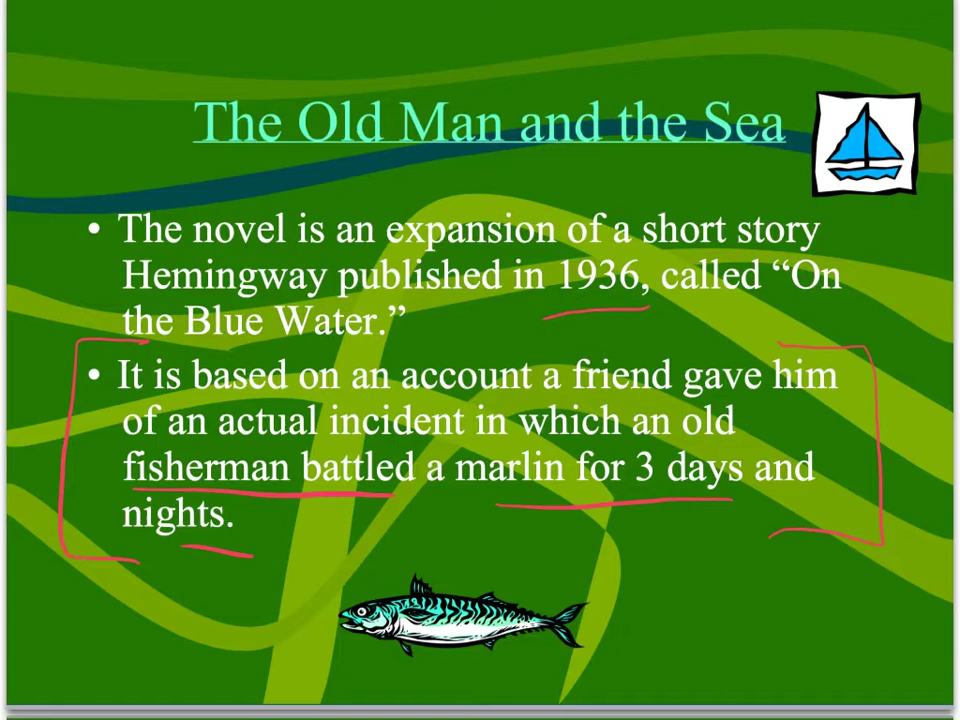 The Old Man and the Sea
• The novel is an expansion of a short story
Hemingway published in 1936, called “On
the Blue Water.”
• It is based on an account a friend gave him
of an actual incident in which an old
fisherman battled a marlin for 3 days and
nights.